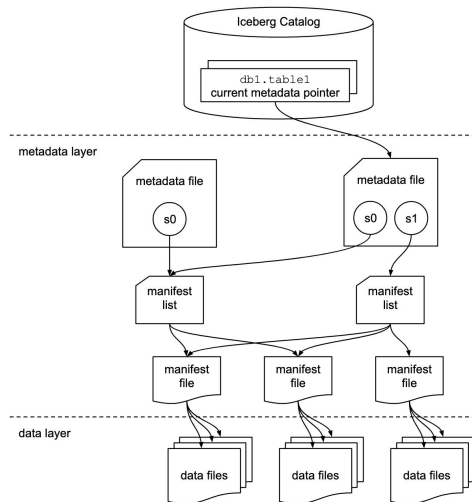 Iceberg Catalog
db1.table1
current metadata pointer
metadata layer
metadata file
s0
metadata file
s0
s1
manifest
list
manifest
list
manifest
file
manifest
file
manifest
file
data layer
data files
data files
data files